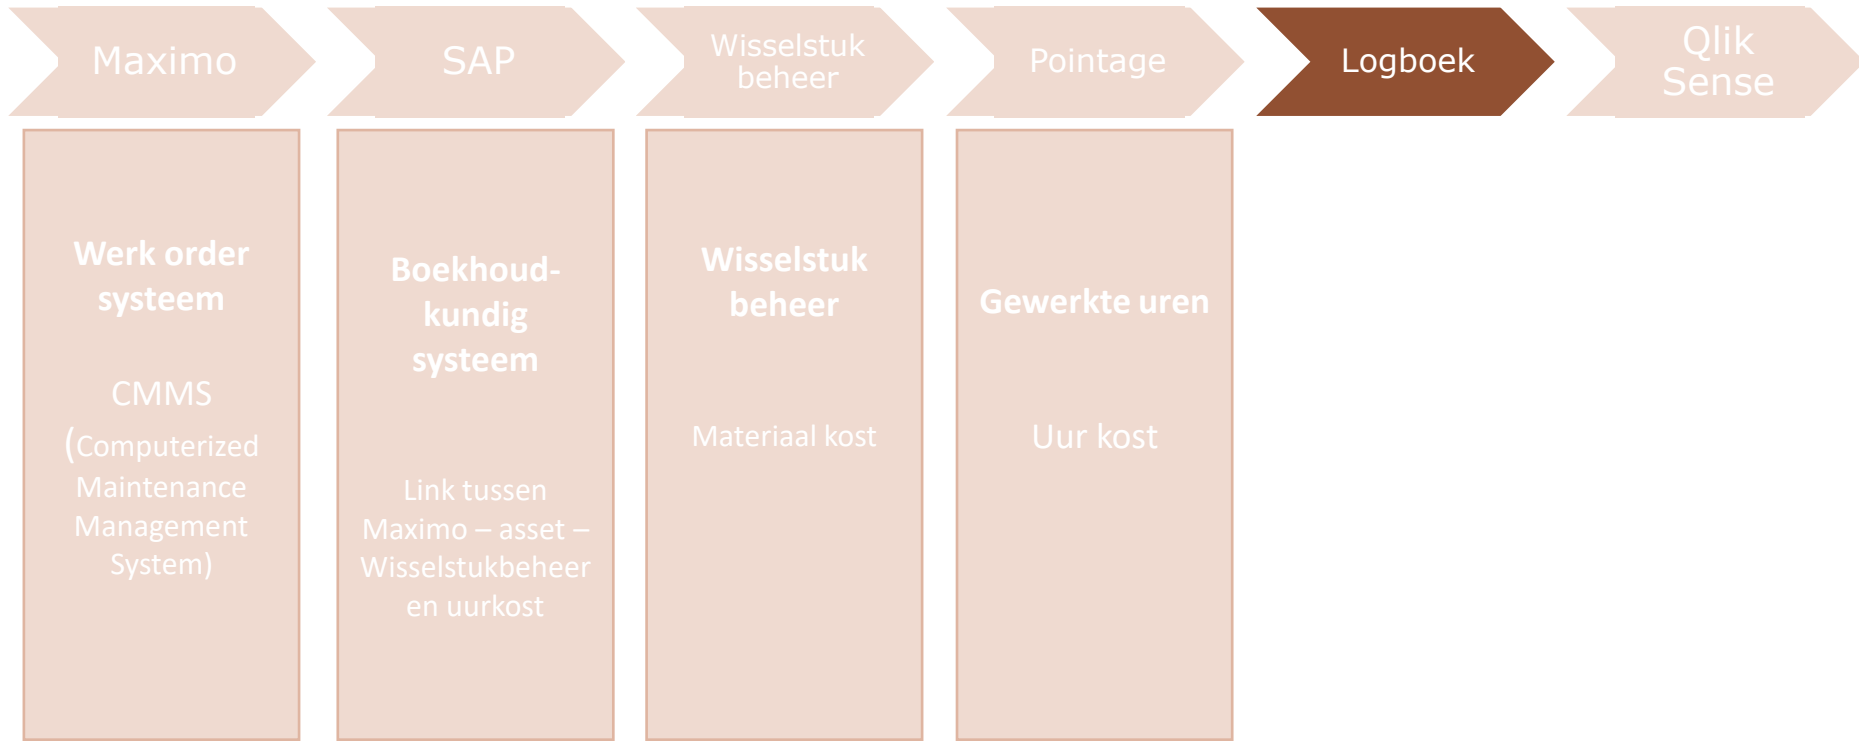 Maximo
SAP
Wisselstuk
beheer
Pointage
Logboek
Qlik
Sense
Werk order
systeem
CMMS
(Computerized
Maintenance
Management
System)
Boekhoud-
kundig
systeem
Link tussen
Maximo – asset –
Wisselstukbeheer
en uurkost
Wisselstuk
beheer
Materiaal kost
Gewerkte uren
Uur kost